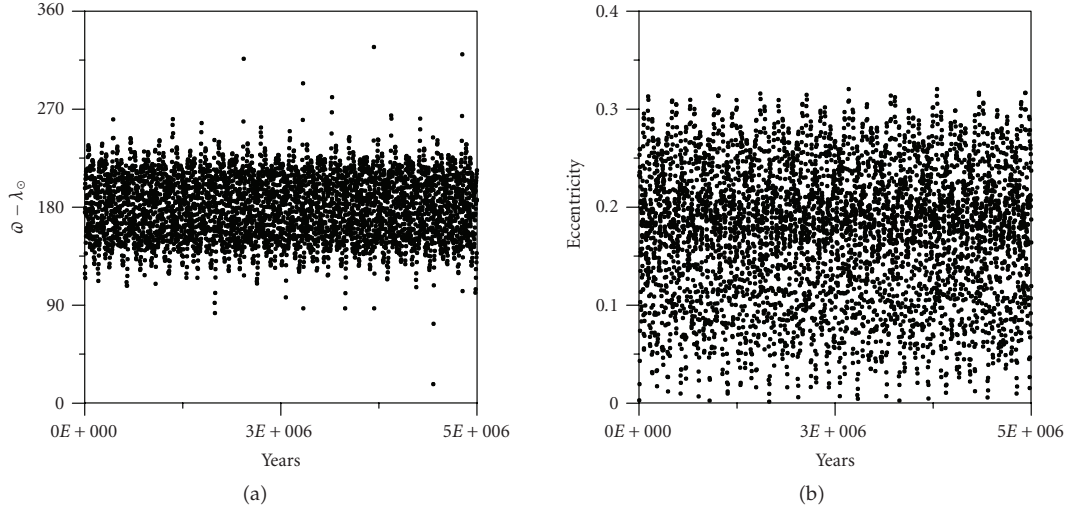 360
270
180
90
0
ω̃ − λ⊙
0E + 000
3E + 006
5E + 006
Years
(a)
0.4
0.3
0.2
0.1
0
Eccentricity
0E + 000
3E + 006
5E + 006
Years
(b)